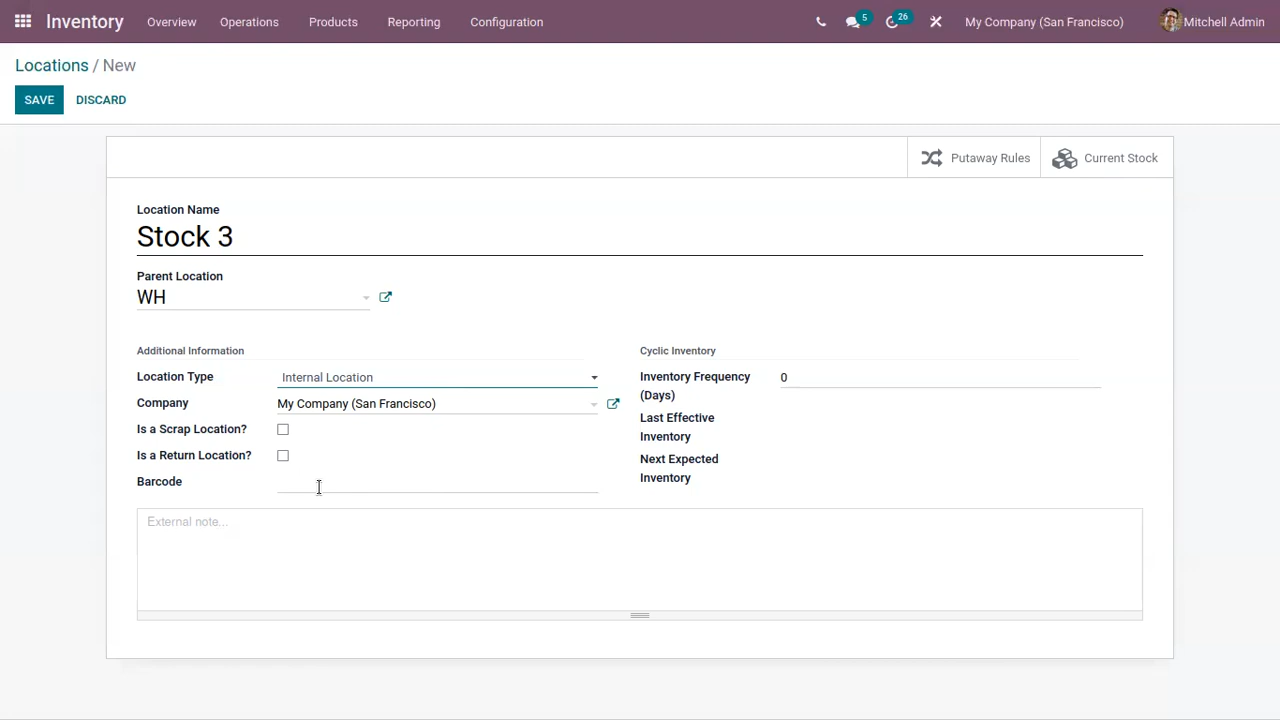 Inventory Overview Operations Products Reporting Configuration 5 26 My Company (San Francisco) Mitchell Admin
Locations / New
SAVE DISCARD
Putaway Rules Current Stock
Location Name
Stock 3
Parent Location
WH
Additional Information Cyclic Inventory
Location Type Internal Location Inventory Frequency 0
(Days)
Company My Company (San Francisco)
Last Effective
Is a Scrap Location? Inventory
Is a Return Location? Next Expected
Barcode Inventory
External note...